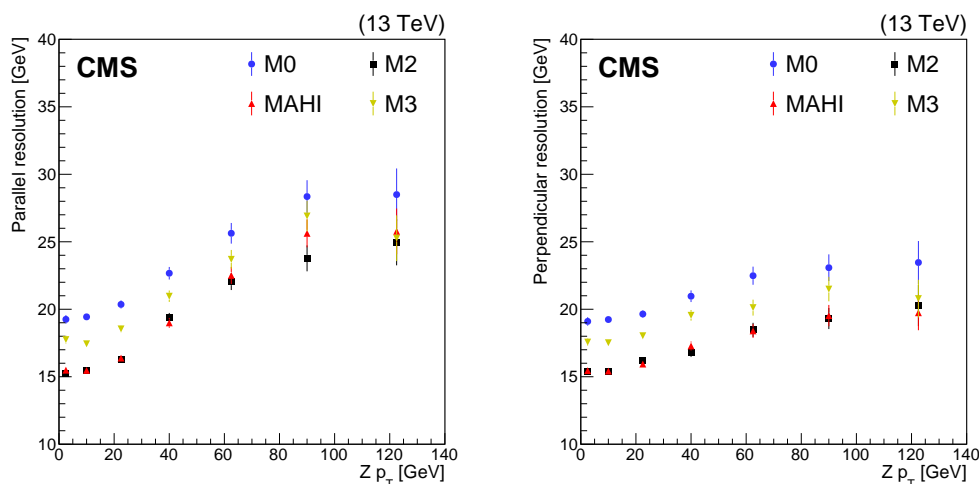 (13 TeV)
CMS
M0
M2
MAHI
M3
Parallel resolution [GeV]
40
35
30
25
20
15
10
0 20 40 60 80 100 120 140
Z p_T [GeV]
(13 TeV)
CMS
M0
M2
MAHI
M3
Perpendicular resolution [GeV]
40
35
30
25
20
15
10
0 20 40 60 80 100 120 140
Z p_T [GeV]